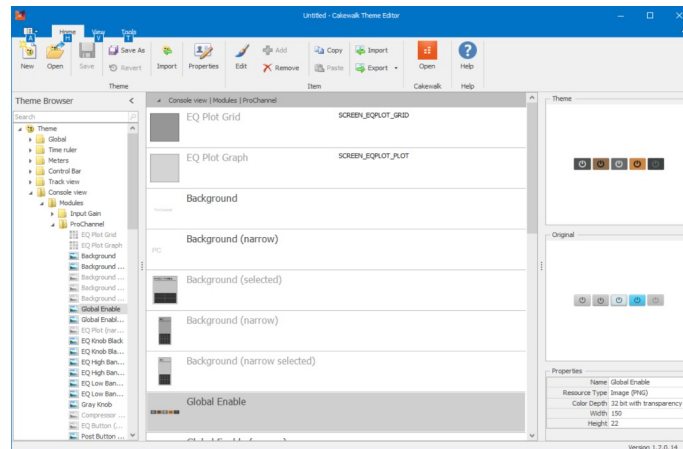 Untitled - Cakewalk Theme Editor
Home View Tools
A H V T
New Open Save Save As Revert Import Properties Edit Add Remove Copy Paste Import Export Open Help
Theme Item Cakewalk Help
Theme Browser
Search
Theme
Global
Time ruler
Meters
Control Bar
Track view
Console view
Modules
Input Gain
ProChannel
EQ Plot Grid
EQ Plot Graph
Background
Background ...
Background ...
Background ...
Background ...
Global Enable
Global Enabl...
EQ Plot (nar...
EQ Knob Black
EQ Knob Bla...
EQ High Ban...
EQ High Ban...
EQ Low Ban...
EQ Low Ban...
Gray Knob
Compressor ...
EQ Button (...
Post Button ...
Console view | Modules | ProChannel
EQ Plot Grid SCREEN_EQPLOT_GRID
EQ Plot Graph SCREEN_EQPLOT_PLOT
Background
Background (narrow)
PC
Background (selected)
Background (narrow)
Background (narrow selected)
Global Enable
Theme
Original
Properties
Name Global Enable
Resource Type Image (PNG)
Color Depth 32 bit with transparency
Width 150
Height 22
Version 1.7.0.14